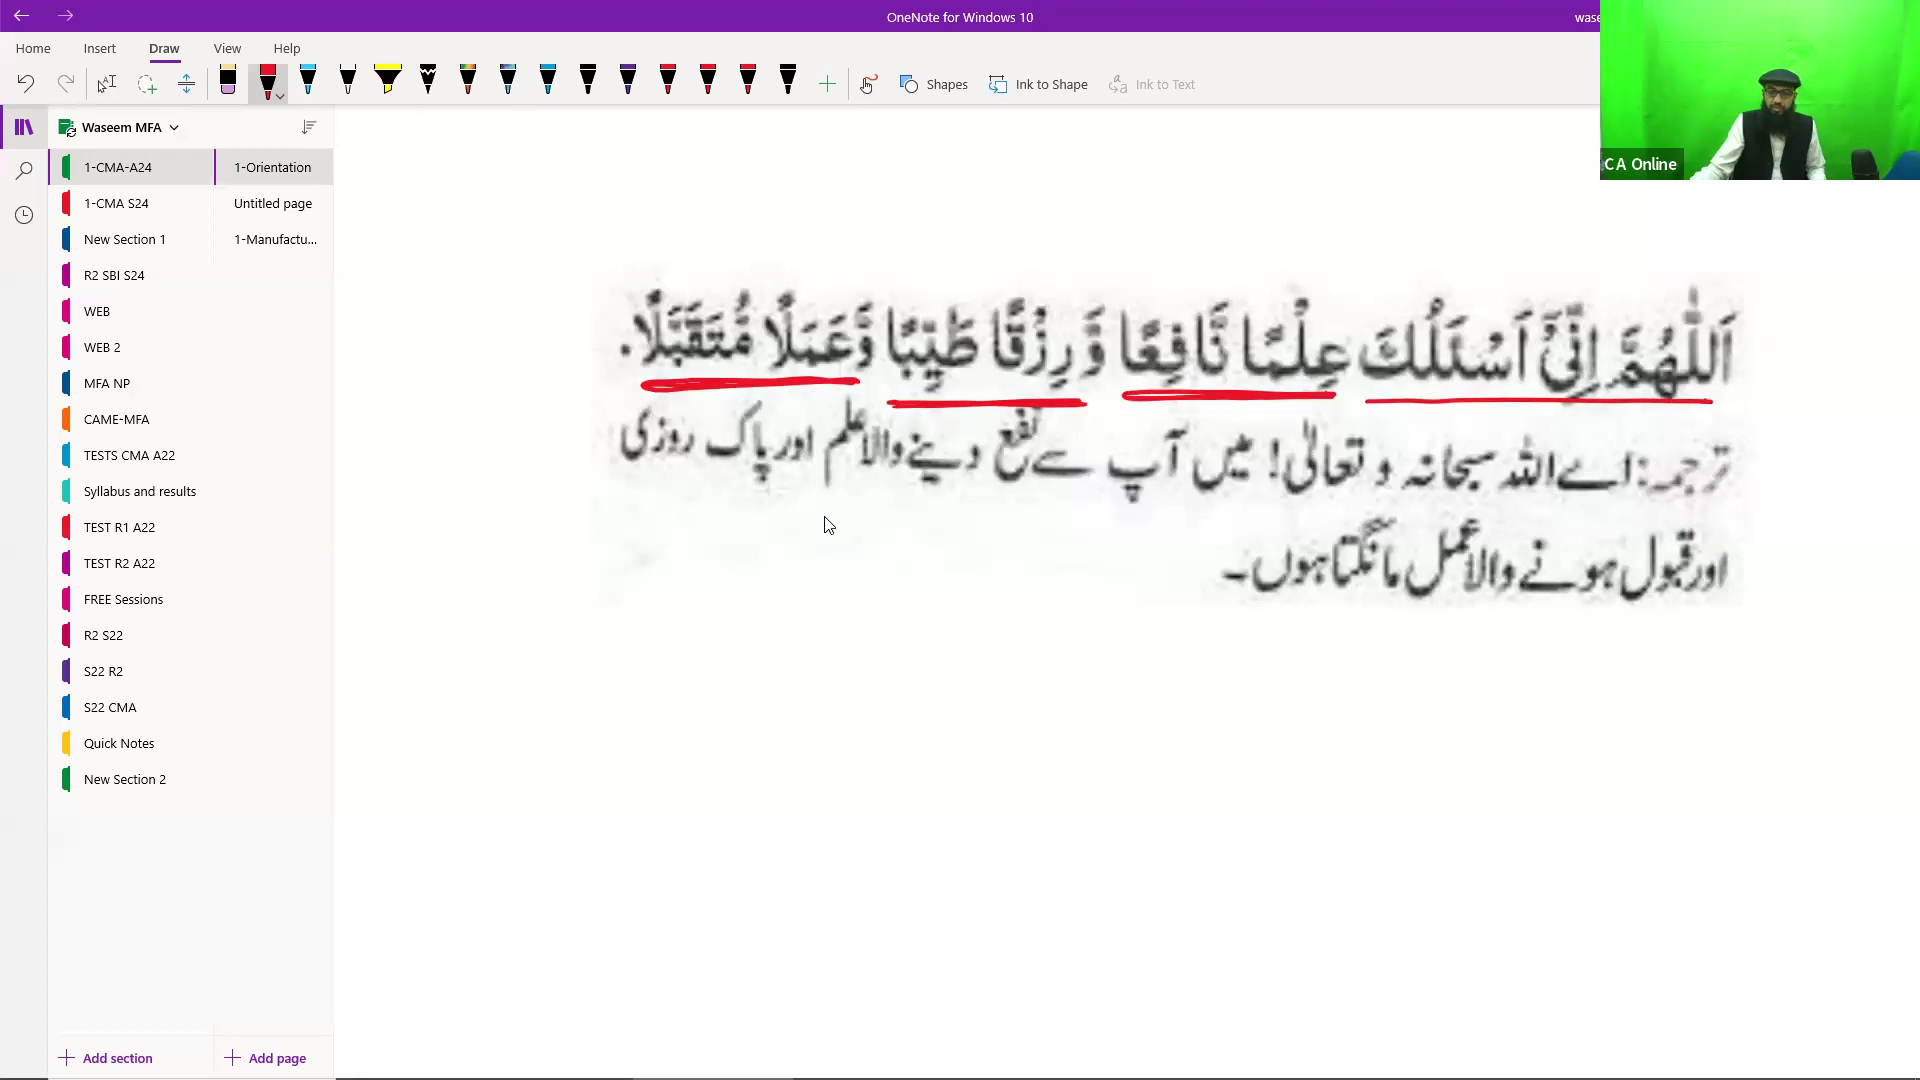 OneNote for Windows 10
wase
Home Insert Draw View Help
Shapes Ink to Shape Ink to Text
C A Online
Waseem MFA
1-CMA-A24
1-CMA S24
New Section 1
R2 SBI S24
WEB
WEB 2
MFA NP
CAME-MFA
TESTS CMA A22
Syllabus and results
TEST R1 A22
TEST R2 A22
FREE Sessions
R2 S22
S22 R2
S22 CMA
Quick Notes
New Section 2
1-Orientation
Untitled page
1-Manufactu...
اَللّٰهُمَّ اِنِّیْٓ اَسْئَلُكَ عِلْمًا نَّافِعًا وَّ رِزْقًا طَيِّبًا وَّعَمَلًا مُّتَقَبَّلًا.
ترجمہ: اے اللہ سبحانہ و تعالٰی! میں آپ سے نفع دینے والا علم اور پاک روزی
اور قبول ہونے والا عمل مانگتا ہوں۔
Add section Add page